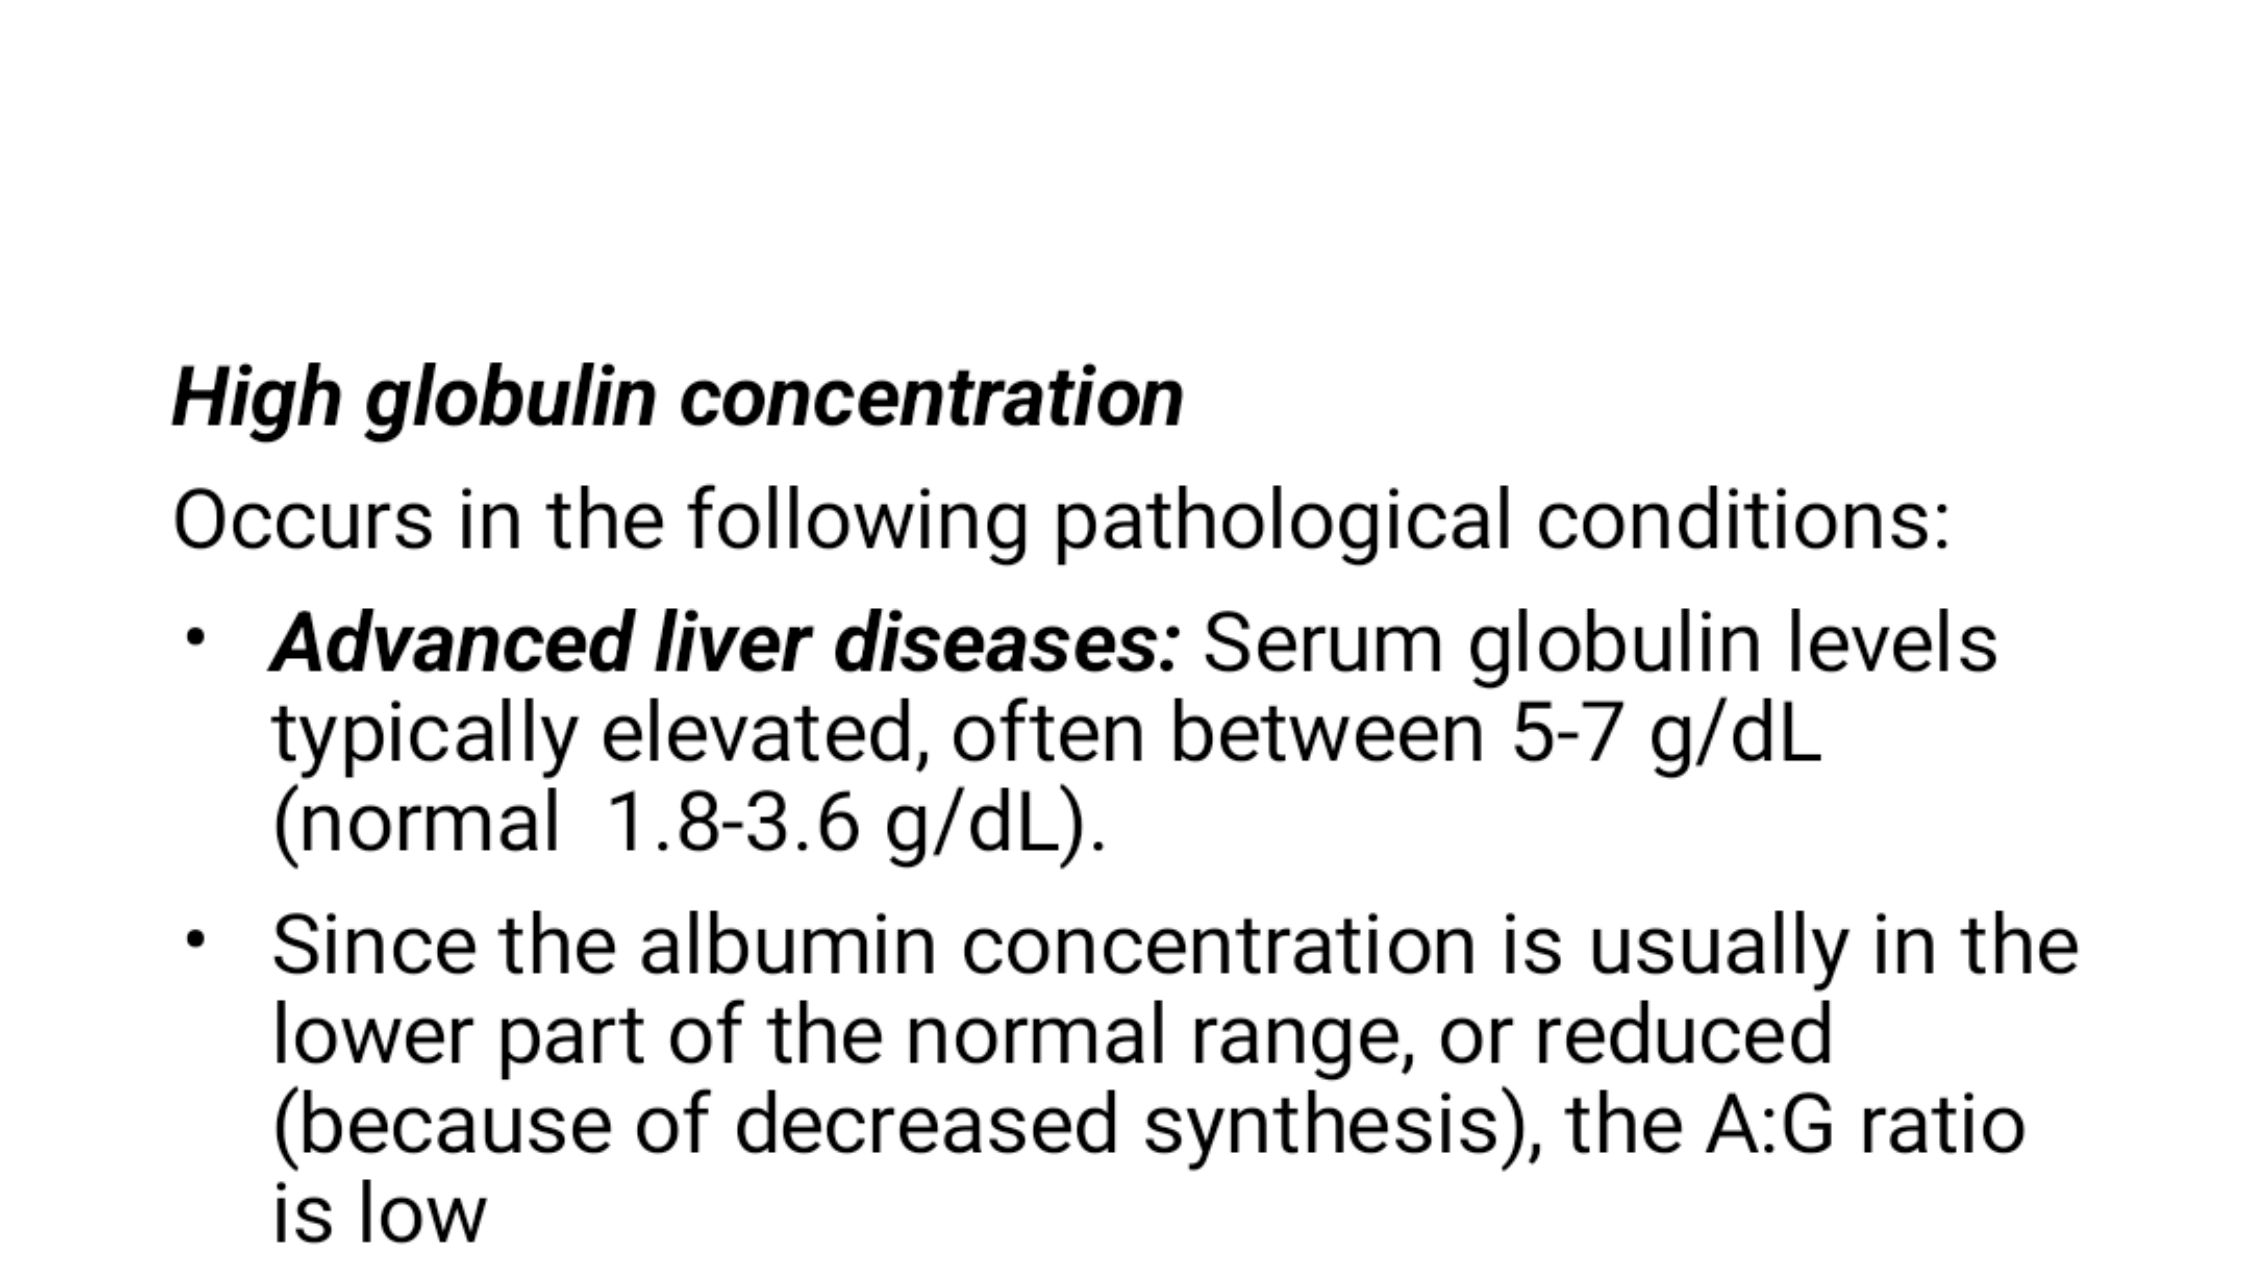 High globulin concentration
Occurs in the following pathological conditions:
• Advanced liver diseases: Serum globulin levels
typically elevated, often between 5-7 g/dL
(normal  1.8-3.6 g/dL).
• Since the albumin concentration is usually in the
lower part of the normal range, or reduced
(because of decreased synthesis), the A:G ratio
is low